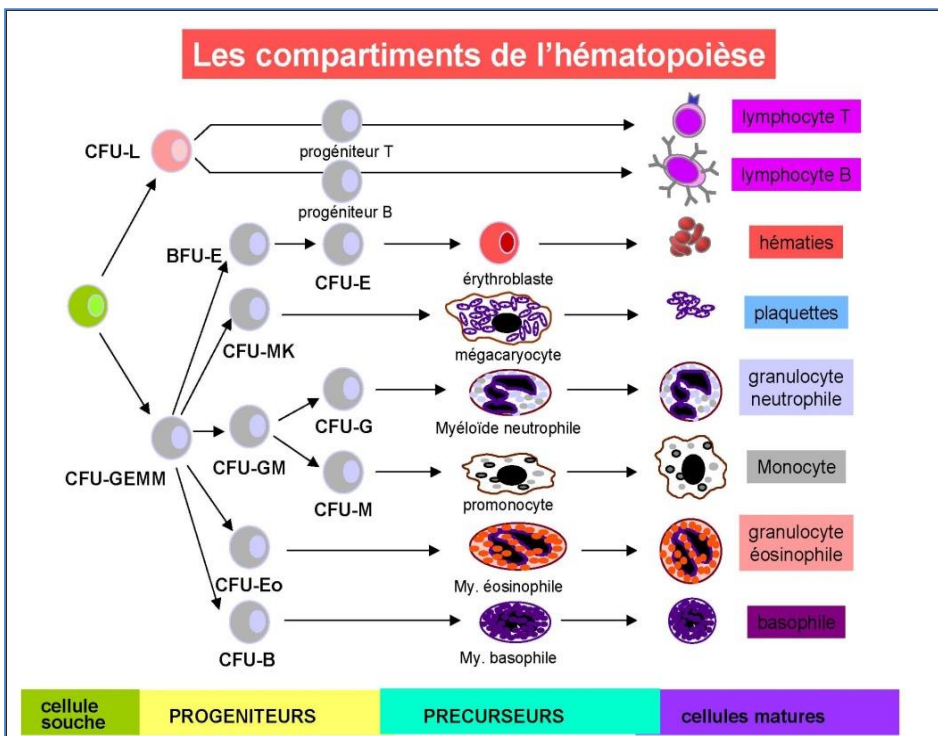 Les compartiments de l'hématopoièse
lymphocyte T
CFU-L
progéniteur T
lymphocyte B
progéniteur B
BFU-E
CFU-E
érythroblaste
hématies
CFU-MK
mégacaryocyte
plaquettes
CFU-GEMM
CFU-GM
CFU-G
Myéloïde neutrophile
granulocyte
neutrophile
CFU-M
promonocyte
Monocyte
CFU-Eo
My. éosinophile
granulocyte
éosinophile
CFU-B
My. basophile
basophile
cellule
souche
PROGENITEURS
PRECURSEURS
cellules matures